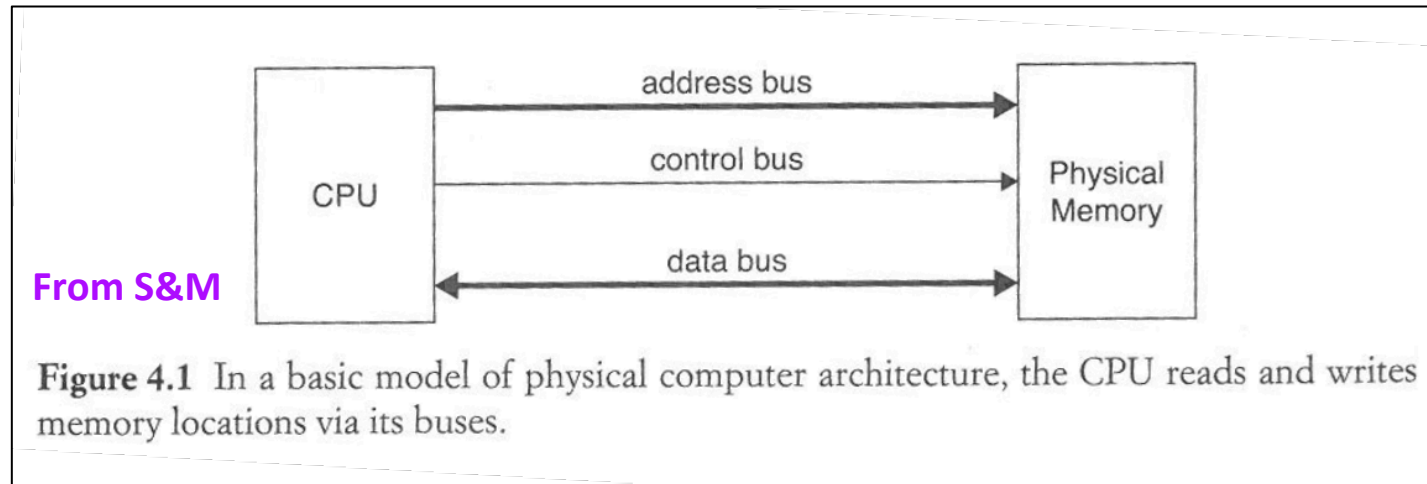 address bus
control bus
CPU
Physical
Memory
data bus
From S&M
Figure 4.1 In a basic model of physical computer architecture, the CPU reads and writes
memory locations via its buses.